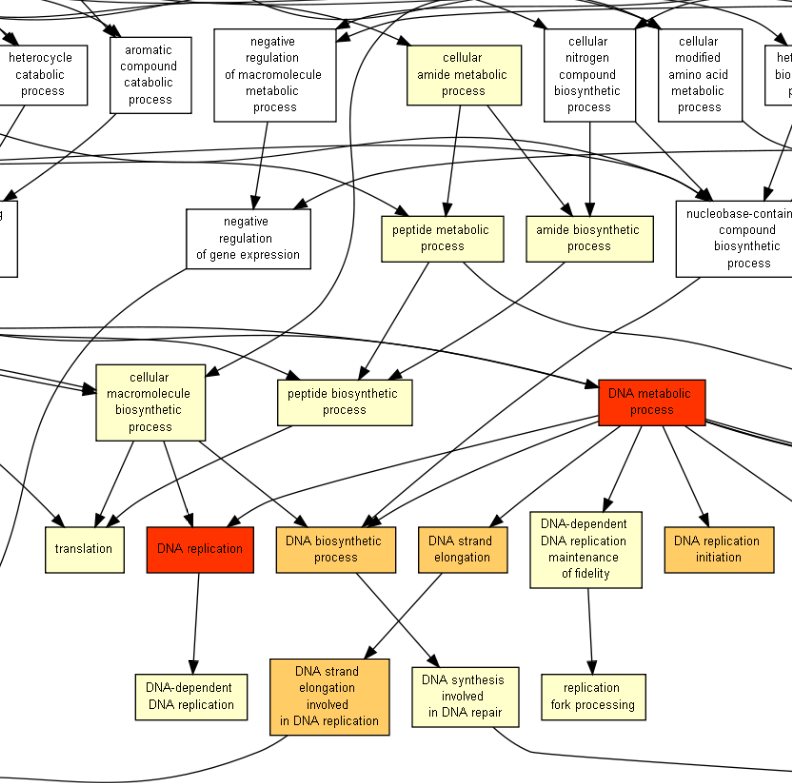 heterocycle
catabolic
process
aromatic
compound
catabolic
process
negative
regulation
of macromolecule
metabolic
process
cellular
amide metabolic
process
cellular
nitrogen
compound
biosynthetic
process
cellular
modified
amino acid
metabolic
process
negative
regulation
of gene expression
peptide metabolic
process
amide biosynthetic
process
compound
biosynthetic
process
cellular
macromolecule
biosynthetic
process
peptide biosynthetic
process
DNA metabolic
process
translation
DNA replication
DNA biosynthetic
process
DNA strand
elongation
DNA-dependent
DNA replication
maintenance
of fidelity
DNA replication
initiation
DNA-dependent
DNA replication
DNA strand
elongation
involved
in DNA replication
DNA synthesis
involved
in DNA repair
replication
fork processing